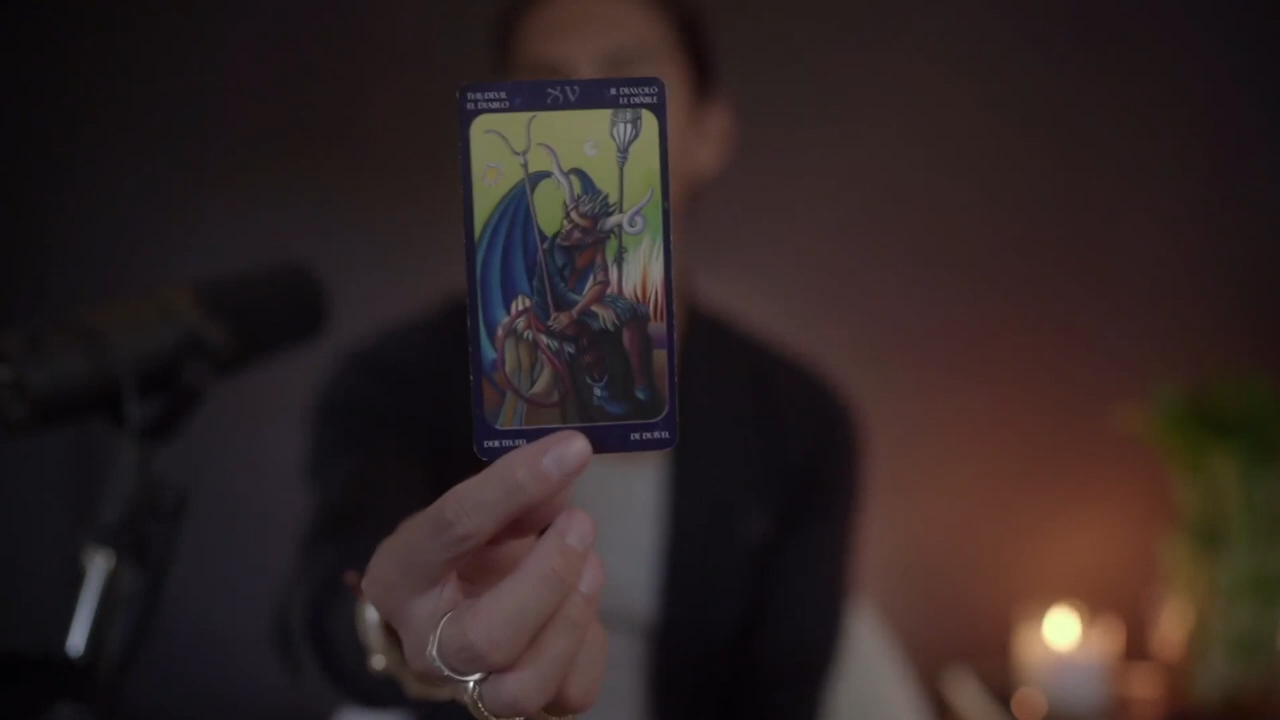 THE DEVIL
EL DIABLO
XV
IL DIAVOLO
LE DIABLE
DER TEUFEL
DE DUIVEL